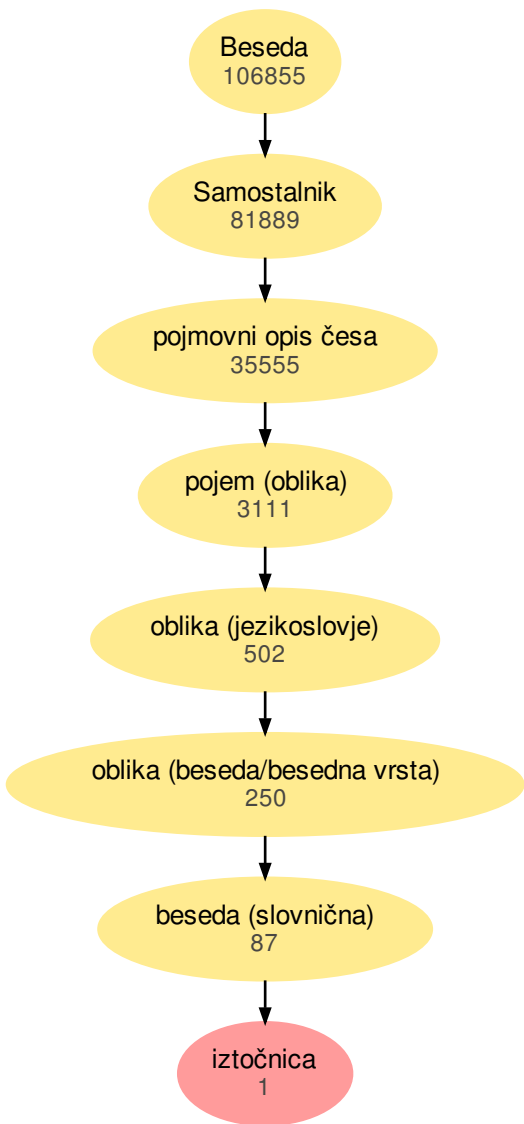 Beseda
106855
Samostalnik
81889
pojmovni opis česa
35555
pojem (oblika)
3111
oblika (jezikoslovje)
502
oblika (beseda/besedna vrsta)
250
beseda (slovnična)
87
iztočnica
1